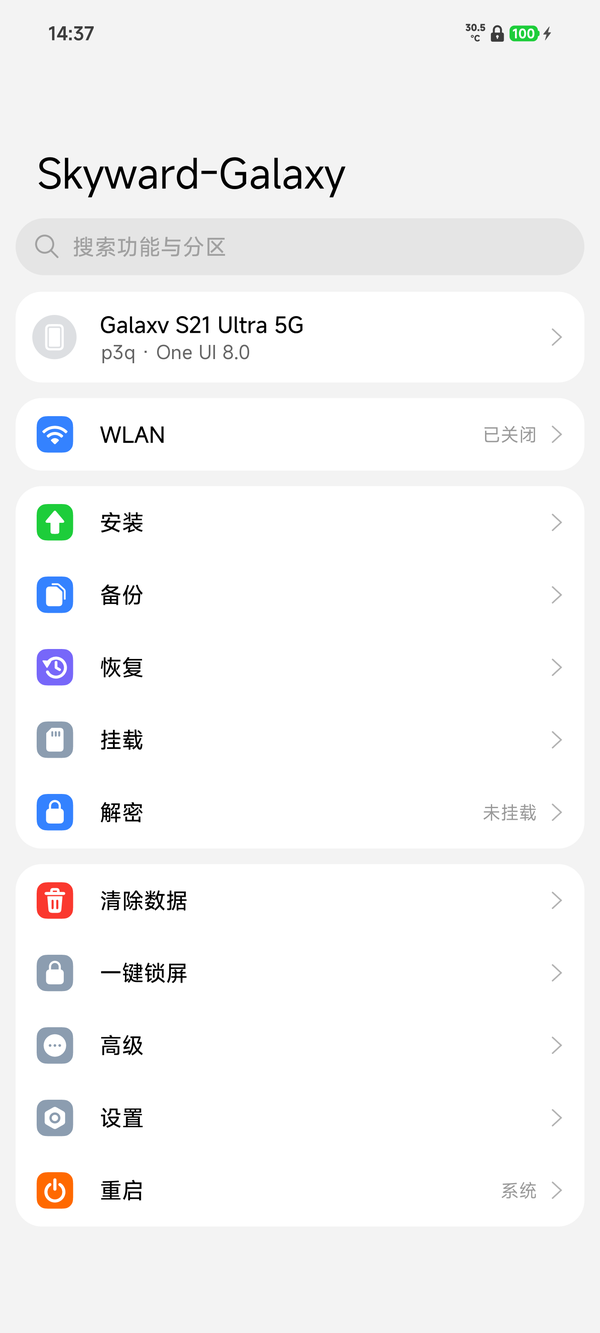 14:37
30.5
°C
100
Skyward-Galaxy
搜索功能与分区
Galaxv S21 Ultra 5G
p3q · One UI 8.0
WLAN
已关闭
安装
备份
恢复
挂载
解密
未挂载
清除数据
一键锁屏
高级
设置
重启
系统